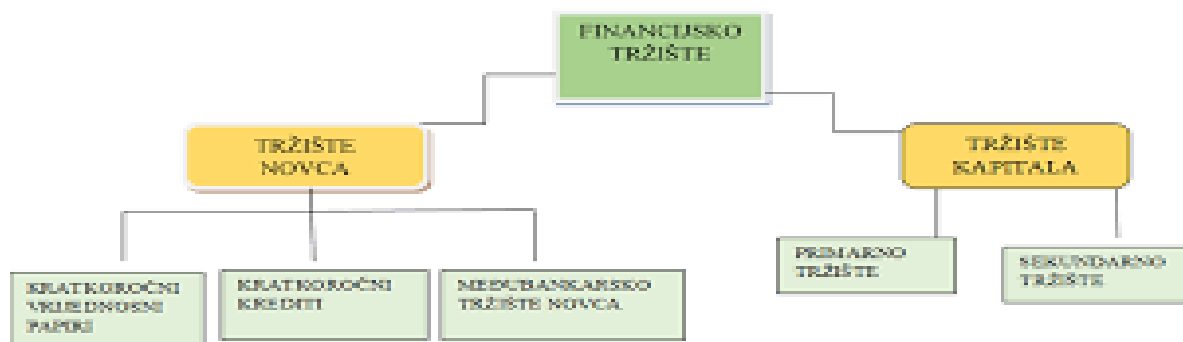 FINANCIJSKO
TRŽIŠTE
TRŽIŠTE
NOVCA
TRŽIŠTE
KAPITALA
KRATKOROČNI
VRIJEDNOSNI
PAPIRI
KRATKOROČNI
KREDITI
MEĐUBANKARSKO
TRŽIŠTE NOVCA
PRIMARNO
TRŽIŠTE
SEKUNDARNO
TRŽIŠTE